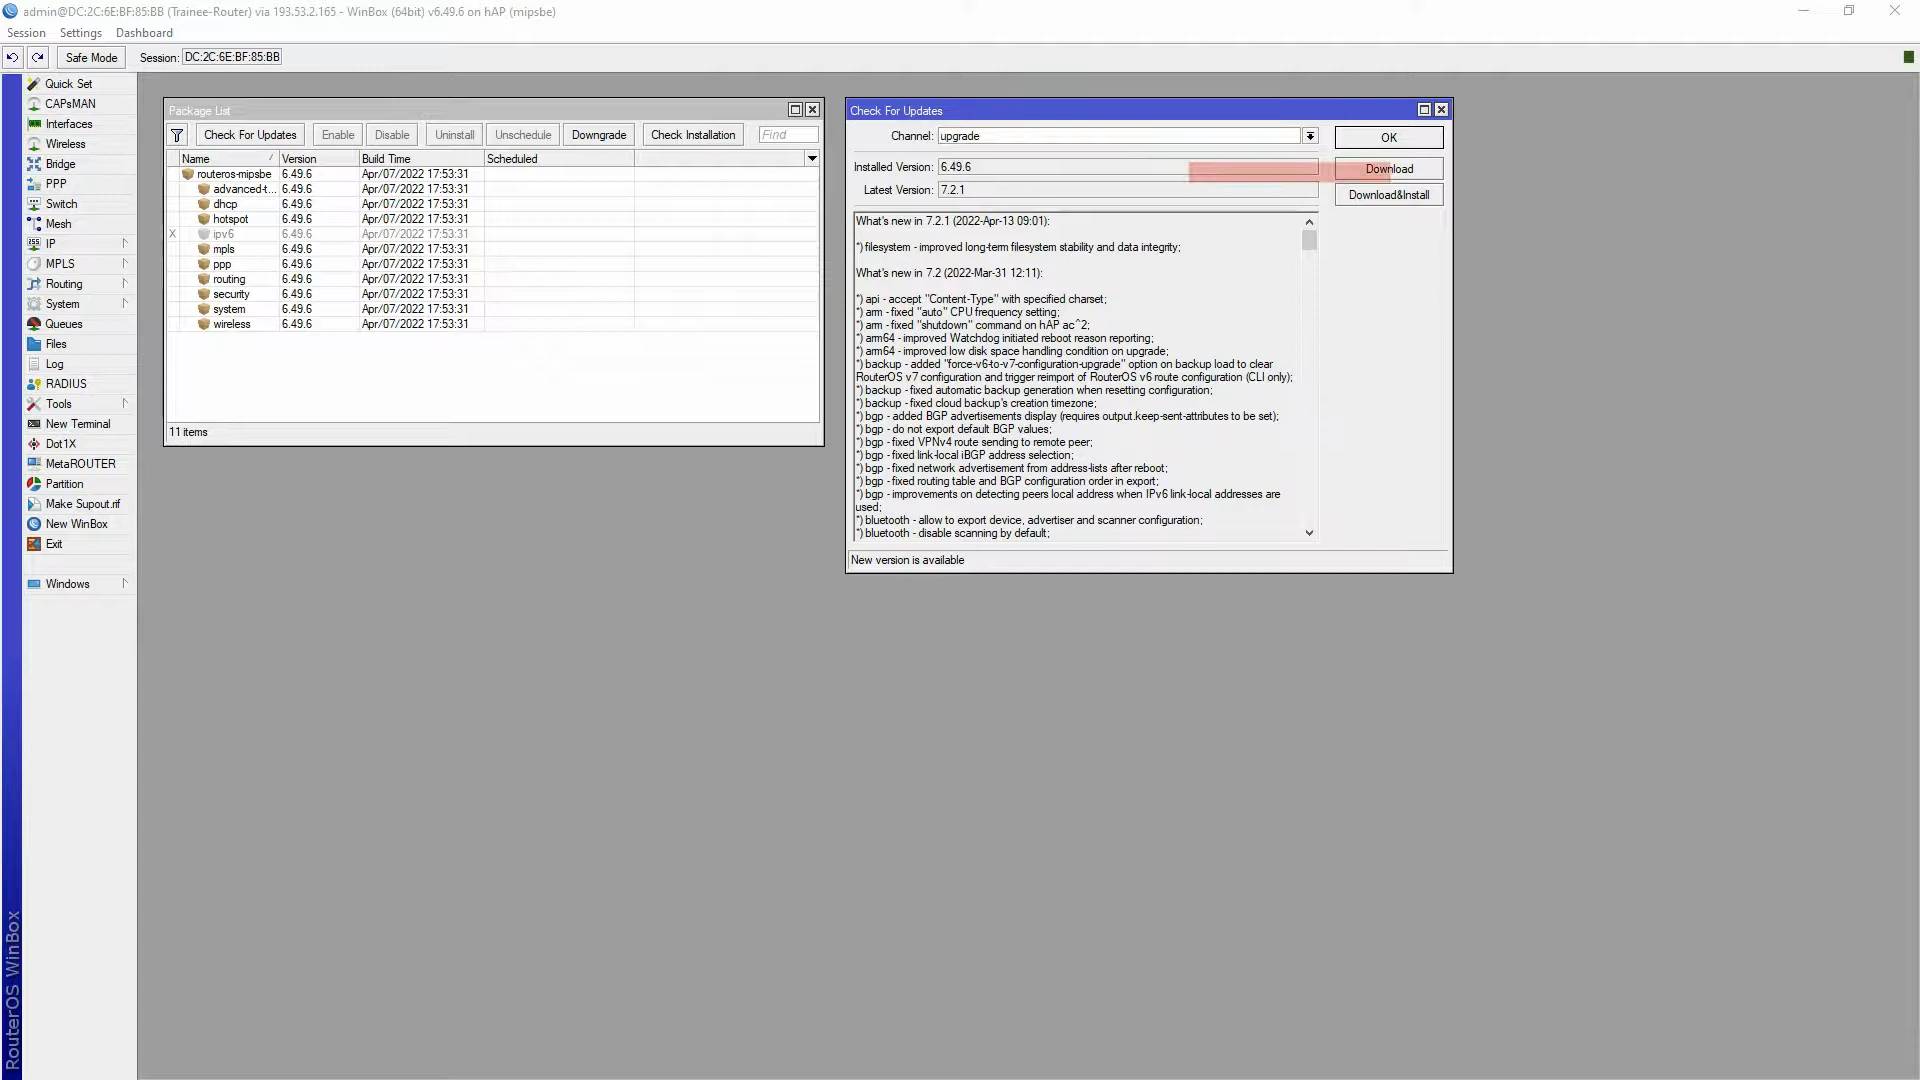 admin@DC:2C:6E:BF:85:BB (Trainee-Router) via 193.53.2.165 - WinBox (64bit) v6.49.6 on hAP (mipsbe)
Session Settings Dashboard
Safe Mode Session: DC:2C:6E:BF:85:BB
Quick Set
CAPsMAN
Interfaces
Wireless
Bridge
PPP
Switch
Mesh
IP
MPLS
Routing
System
Queues
Files
Log
RADIUS
Tools
New Terminal
Dot1X
MetaROUTER
Partition
Make Supout.rif
New WinBox
Exit
Windows
RouterOS WinBox
Package List
Check For Updates Enable Disable Uninstall Unschedule Downgrade Check Installation Find
Name Version Build Time Scheduled
routeros-mipsbe 6.49.6 Apr/07/2022 17:53:31
advanced-t... 6.49.6 Apr/07/2022 17:53:31
dhcp 6.49.6 Apr/07/2022 17:53:31
hotspot 6.49.6 Apr/07/2022 17:53:31
X ipv6 6.49.6 Apr/07/2022 17:53:31
mpls 6.49.6 Apr/07/2022 17:53:31
ppp 6.49.6 Apr/07/2022 17:53:31
routing 6.49.6 Apr/07/2022 17:53:31
security 6.49.6 Apr/07/2022 17:53:31
system 6.49.6 Apr/07/2022 17:53:31
wireless 6.49.6 Apr/07/2022 17:53:31
11 items
Check For Updates
Channel: upgrade OK
Installed Version: 6.49.6 Download
Latest Version: 7.2.1 Download&Install
What's new in 7.2.1 (2022-Apr-13 09:01):
*) filesystem - improved long-term filesystem stability and data integrity;
What's new in 7.2 (2022-Mar-31 12:11):
*) api - accept "Content-Type" with specified charset;
*) arm - fixed "auto" CPU frequency setting;
*) arm - fixed "shutdown" command on hAP ac^2;
*) arm64 - improved Watchdog initiated reboot reason reporting;
*) arm64 - improved low disk space handling condition on upgrade;
*) backup - added "force-v6-to-v7-configuration-upgrade" option on backup load to clear
RouterOS v7 configuration and trigger reimport of RouterOS v6 route configuration (CLI only);
*) backup - fixed automatic backup generation when resetting configuration;
*) backup - fixed cloud backup's creation timezone;
*) bgp - added BGP advertisements display (requires output.keep-sent-attributes to be set);
*) bgp - do not export default BGP values;
*) bgp - fixed VPNv4 route sending to remote peer;
*) bgp - fixed link-local iBGP address selection;
*) bgp - fixed network advertisement from address-lists after reboot;
*) bgp - fixed routing table and BGP configuration order in export;
*) bgp - improvements on detecting peers local address when IPv6 link-local addresses are
used;
*) bluetooth - allow to export device, advertiser and scanner configuration;
*) bluetooth - disable scanning by default;
New version is available